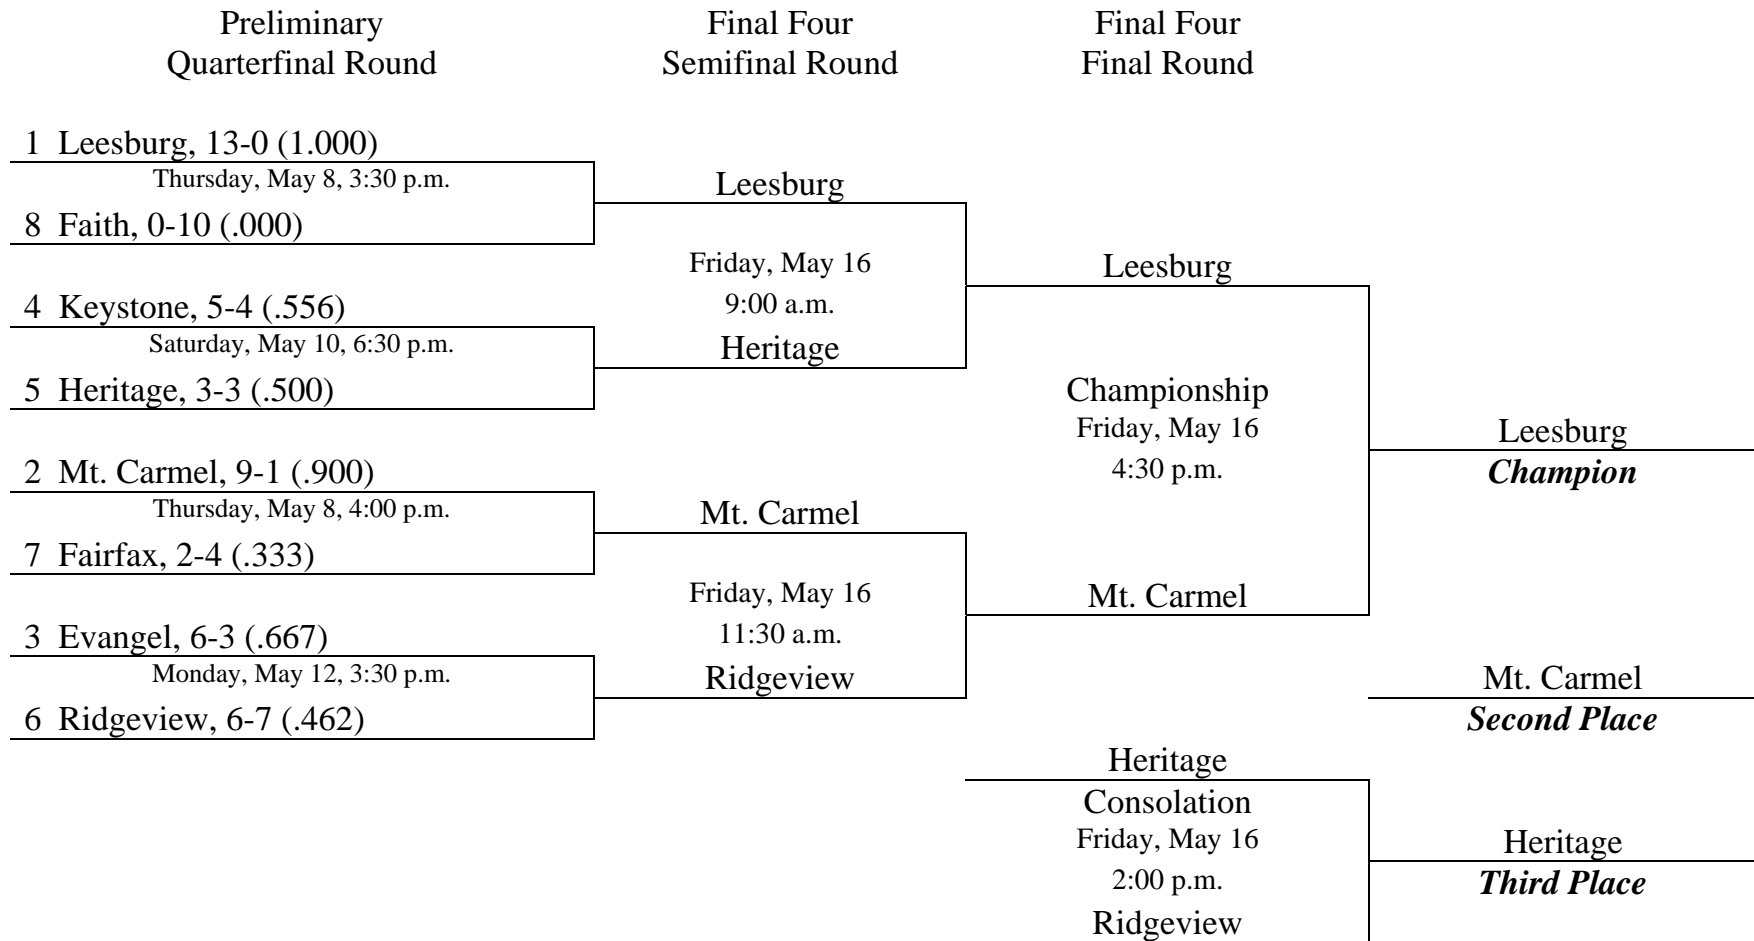 Preliminary
Quarterfinal Round
Final Four
Semifinal Round
Final Four
Final Round
1 Leesburg, 13-0 (1.000)
Thursday, May 8, 3:30 p.m.
8 Faith, 0-10 (.000)
4 Keystone, 5-4 (.556)
Saturday, May 10, 6:30 p.m.
5 Heritage, 3-3 (.500)
2 Mt. Carmel, 9-1 (.900)
Thursday, May 8, 4:00 p.m.
7 Fairfax, 2-4 (.333)
3 Evangel, 6-3 (.667)
Monday, May 12, 3:30 p.m.
6 Ridgeview, 6-7 (.462)
Leesburg
Friday, May 16
9:00 a.m.
Heritage
Mt. Carmel
Friday, May 16
11:30 a.m.
Ridgeview
Leesburg
Championship
Friday, May 16
4:30 p.m.
Mt. Carmel
Heritage
Consolation
Friday, May 16
2:00 p.m.
Ridgeview
Leesburg
Champion
Mt. Carmel
Second Place
Heritage
Third Place